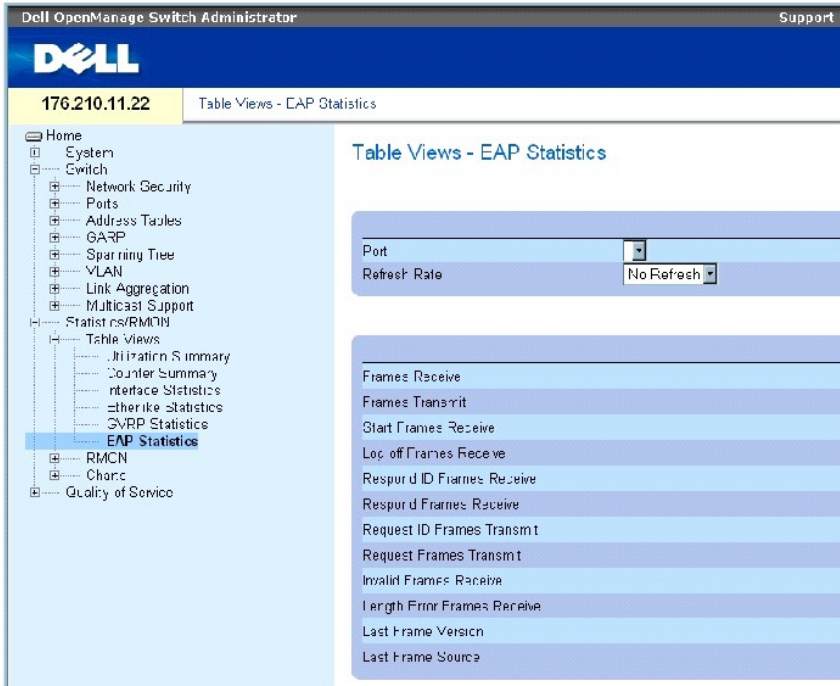 Dell OpenManage Switch Administrator
Support
DELL
176.210.11.22
Table Views - EAP Statistics
Home
System
Switch
Network Security
Ports
Address Tables
GARP
Spanning Tree
VLAN
Link Aggregation
Multicast Support
Statistics/RMON
Table Views
Utilization Summary
Counter Summary
Interface Statistics
Etherlike Statistics
GVRP Statistics
EAP Statistics
RMON
Charts
Quality of Service
Table Views - EAP Statistics
Port
Refresh Rate
No Refresh
Frames Receive
Frames Transmit
Start Frames Receive
Log off Frames Receive
Respond ID Frames Receive
Respond Frames Receive
Request ID Frames Transmit
Request Frames Transmit
Invalid Frames Receive
Length Error Frames Receive
Last Frame Version
Last Frame Source